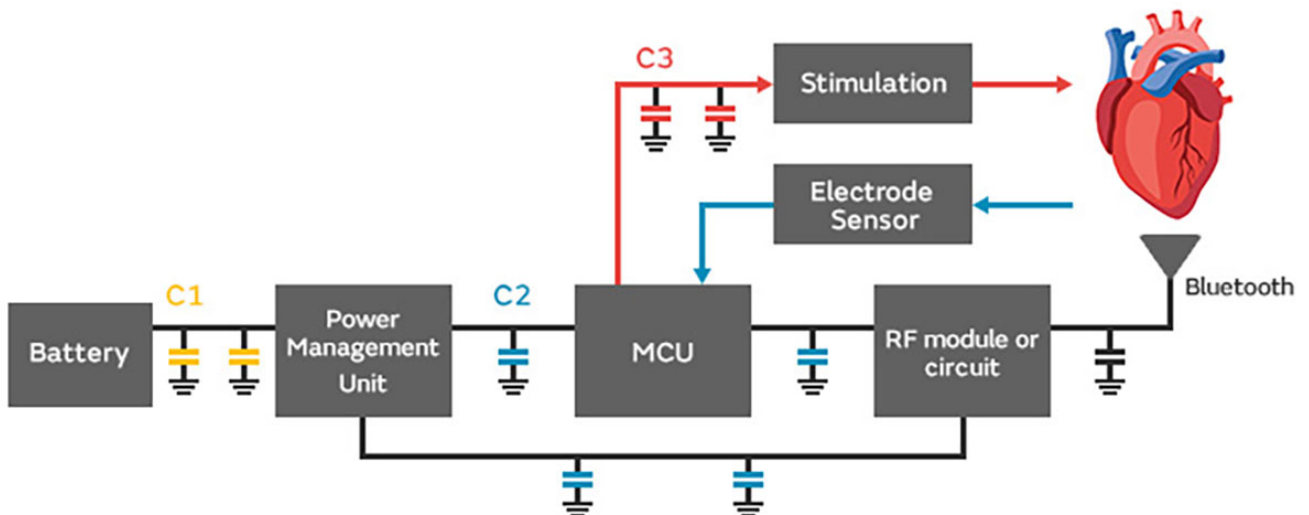 C3
Stimulation
Electrode
Sensor
C1
C2
Bluetooth
Battery
Power
Management
Unit
MCU
RF module or
circuit